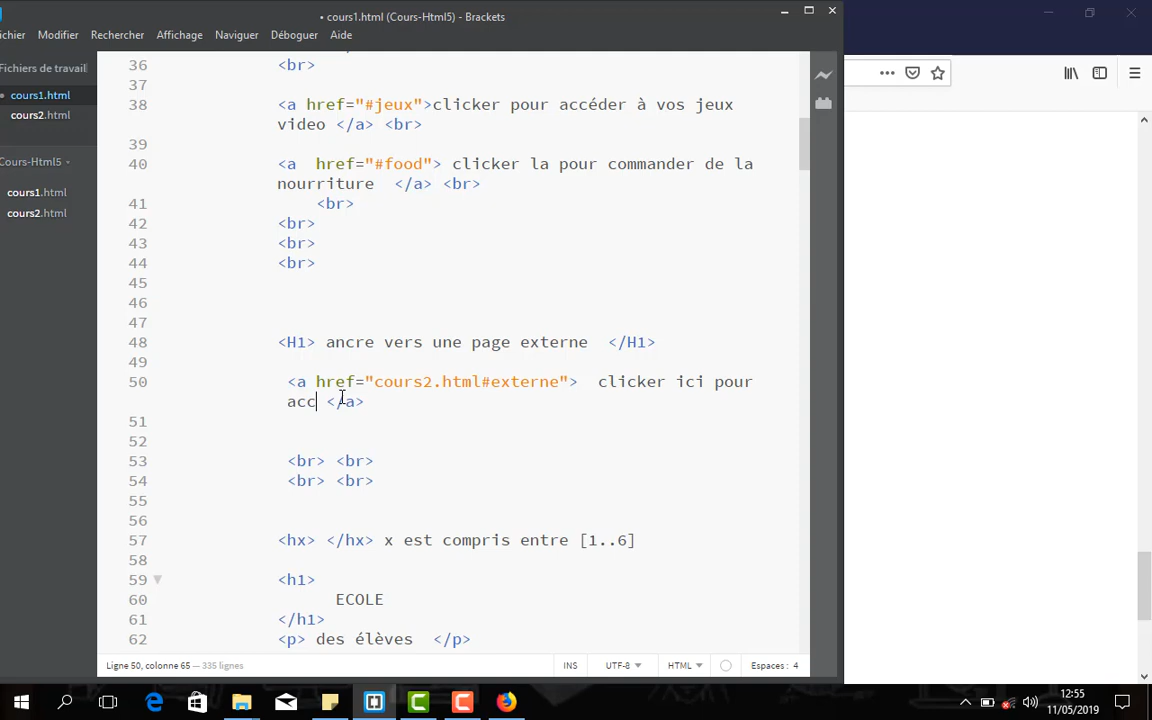 • cours1.html (Cours-Html5) - Brackets
ichier Modifier Rechercher Affichage Naviguer Déboguer Aide
Fichiers de travail
cours1.html
cours2.html
Cours-Html5
cours1.html
cours2.html
36 <br>
37
38 <a href="#jeux">clicker pour accéder à vos jeux
video </a> <br>
39
40 <a  href="#food"> clicker la pour commander de la
nourriture  </a> <br>
41 <br>
42 <br>
43 <br>
44 <br>
45
46
47
48 <H1> ancre vers une page externe  </H1>
49
50 <a href="cours2.html#externe">  clicker ici pour
acc </a>
51
52
53 <br> <br>
54 <br> <br>
55
56
57 <hx> </hx> x est compris entre [1..6]
58
59 <h1>
60 ECOLE
61 </h1>
62 <p> des élèves  </p>
Ligne 50, colonne 65 — 335 lignes
INS UTF-8 HTML Espaces : 4
12:55
11/05/2019